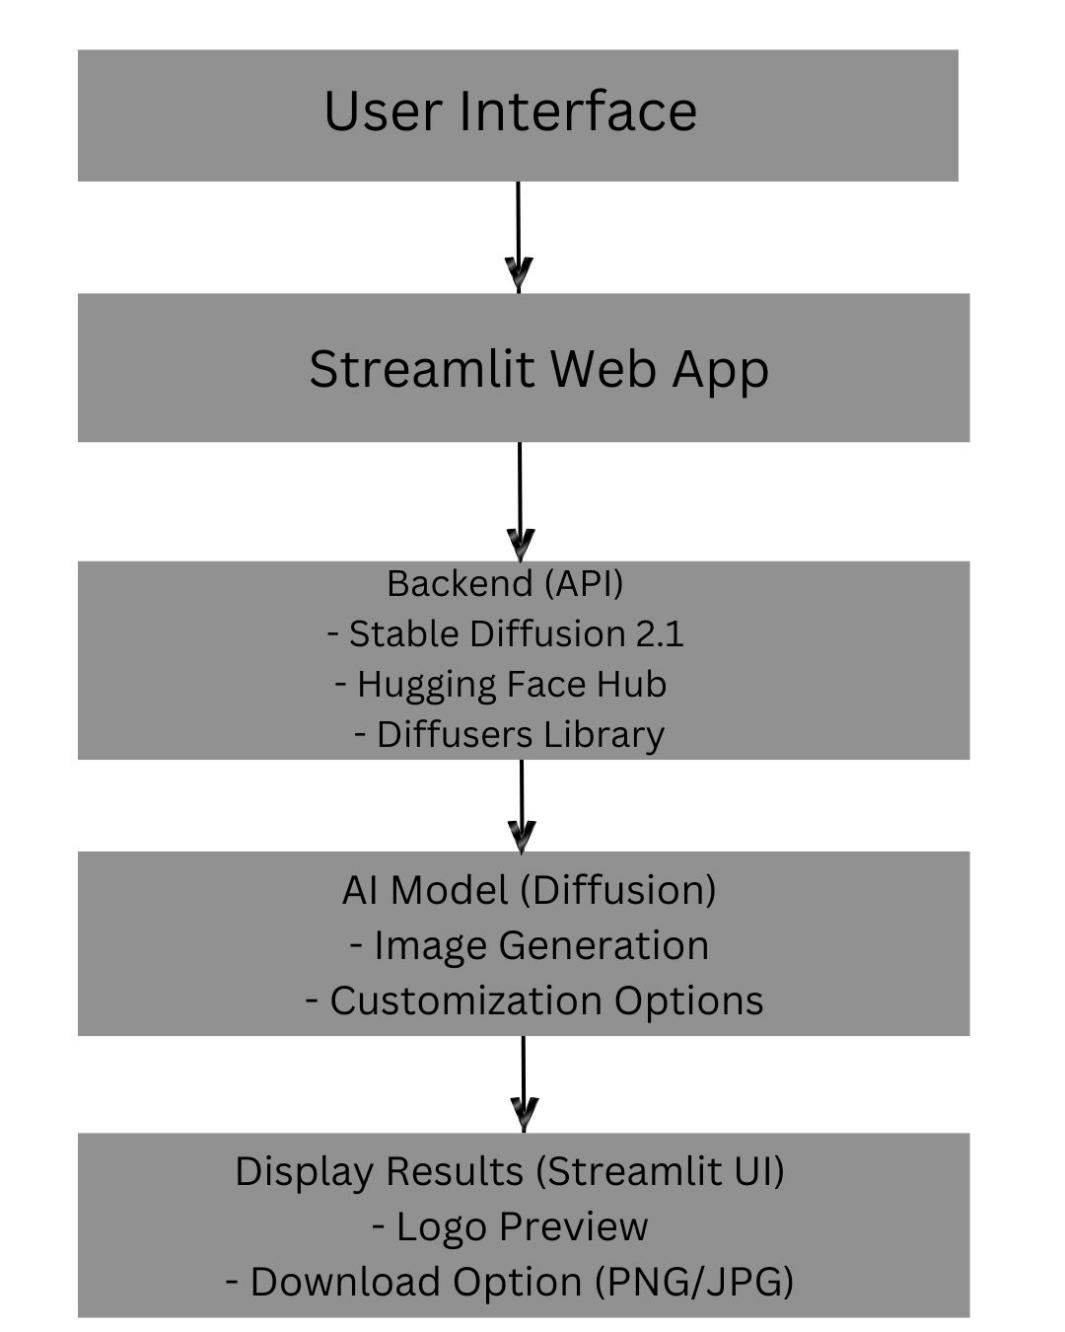 User Interface
Streamlit Web App
Backend (API)
- Stable Diffusion 2.1
- Hugging Face Hub
- Diffusers Library
AI Model (Diffusion)
- Image Generation
- Customization Options
Display Results (Streamlit UI)
- Logo Preview
- Download Option (PNG/JPG)